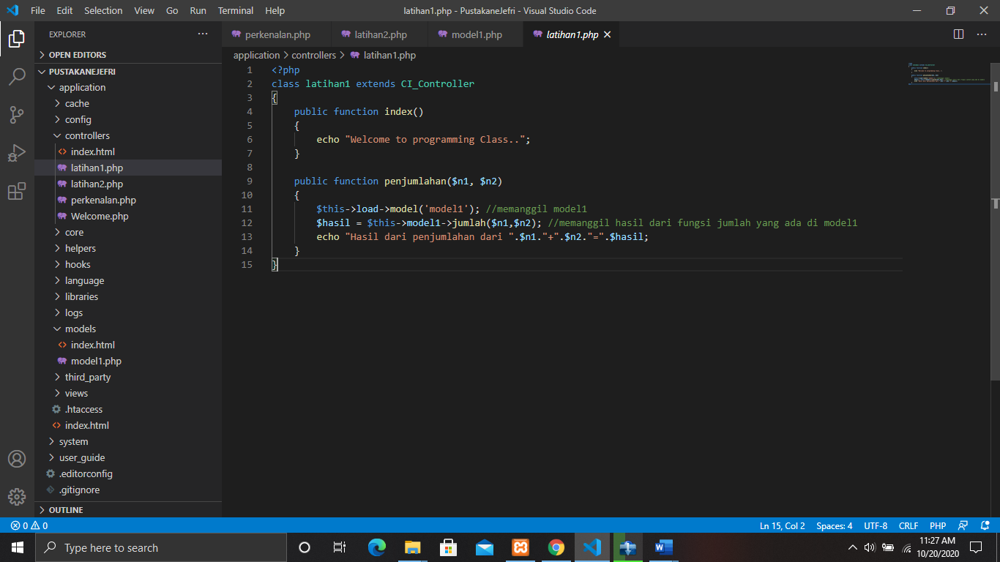 File Edit Selection View Go Run Terminal Help
latihan1.php - PustakaneJefri - Visual Studio Code
EXPLORER
OPEN EDITORS
PUSTAKANEJEFRI
application
cache
config
controllers
index.html
latihan1.php
latihan2.php
perkenalan.php
Welcome.php
core
helpers
hooks
language
libraries
logs
models
index.html
model1.php
third_party
views
.htaccess
index.html
system
user_guide
.editorconfig
.gitignore
OUTLINE
perkenalan.php latihan2.php model1.php latihan1.php
application > controllers > latihan1.php
1 <?php
2 class latihan1 extends CI_Controller
3 {
4 public function index()
5 {
6 echo "Welcome to programming Class..";
7 }
8
9 public function penjumlahan($n1, $n2)
10 {
11 $this->load->model('model1'); //memanggil model1
12 $hasil = $this->model1->jumlah($n1,$n2); //memanggil hasil dari fungsi jumlah yang ada di model1
13 echo "Hasil dari penjumlahan dari ".$n1."+".$n2."=".$hasil;
14 }
15 }
0 0
Ln 15, Col 2 Spaces: 4 UTF-8 CRLF PHP
Type here to search
11:27 AM
10/20/2020